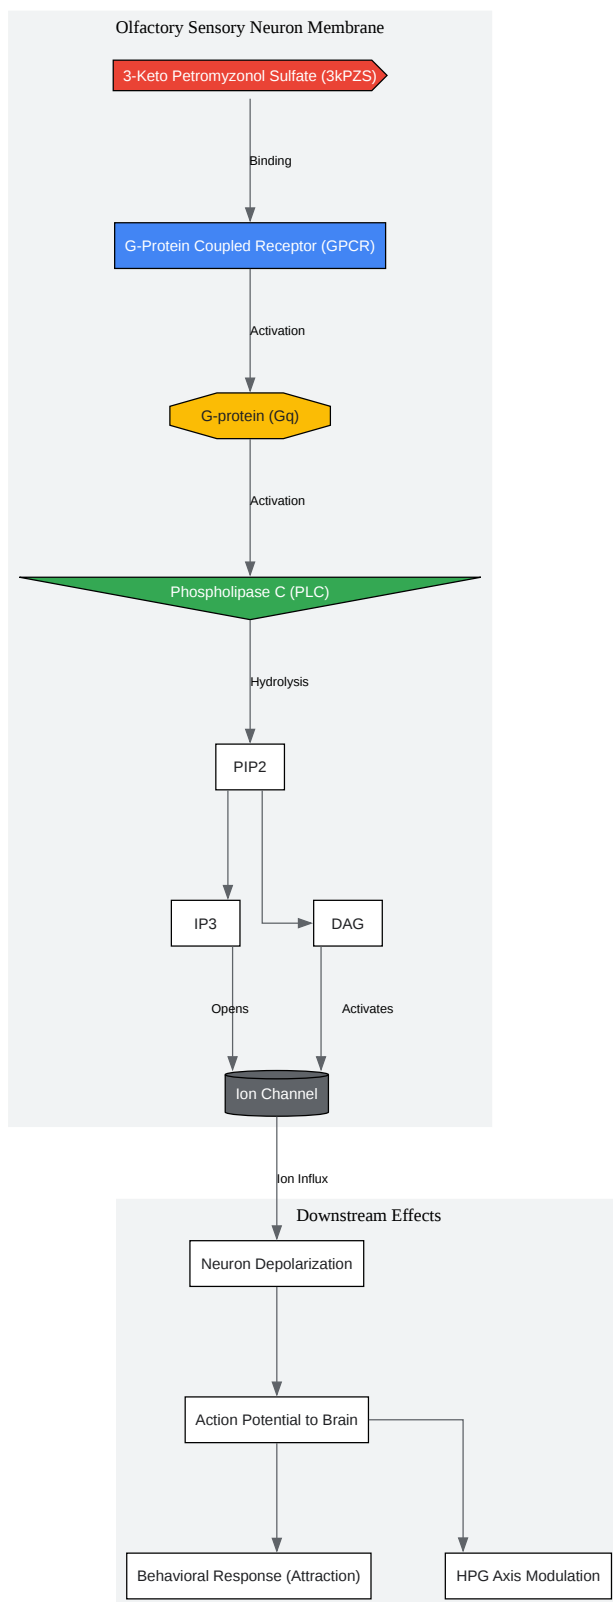 Olfactory Sensory Neuron Membrane
3-Keto Petromyzonol Sulfate (3kPZS)
Binding
G-Protein Coupled Receptor (GPCR)
Activation
G-protein (Gq)
Activation
Phospholipase C (PLC)
Hydrolysis
PIP2
IP3
DAG
Opens
Activates
Ion Channel
Ion Influx
Downstream Effects
Neuron Depolarization
Action Potential to Brain
Behavioral Response (Attraction)
HPG Axis Modulation